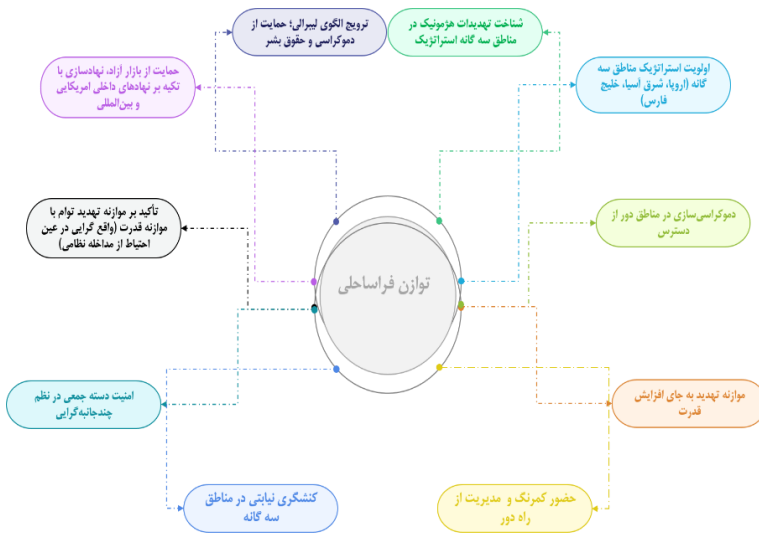 شناخت تهدیدات هژمونیک در
مناطق سه گانه استراتژیک
ترویج الگوی لیبرالی؛ حمایت از
دموکراسی و حقوق بشر
اولویت استراتژیک مناطق سه
گانه (اروپا، شرق آسیا، خلیج
فارس)
حمایت از بازار آزاد، نهادسازی با
تکیه بر نهادهای داخلی امریکایی
و بین‌المللی
دموکراسی‌سازی در مناطق دور از
دسترس
تأکید بر موازنه تهدید توام با
موازنه قدرت (واقع گرایی در عین
احتیاط از مداخله نظامی)
توازن فراساحلی
موازنه تهدید به جای افزایش
قدرت
امنیت دسته جمعی در نظم
چندجانبه‌گرایی
حضور کمرنگ و مدیریت از
راه دور
کنشگری نیابتی در مناطق
سه گانه